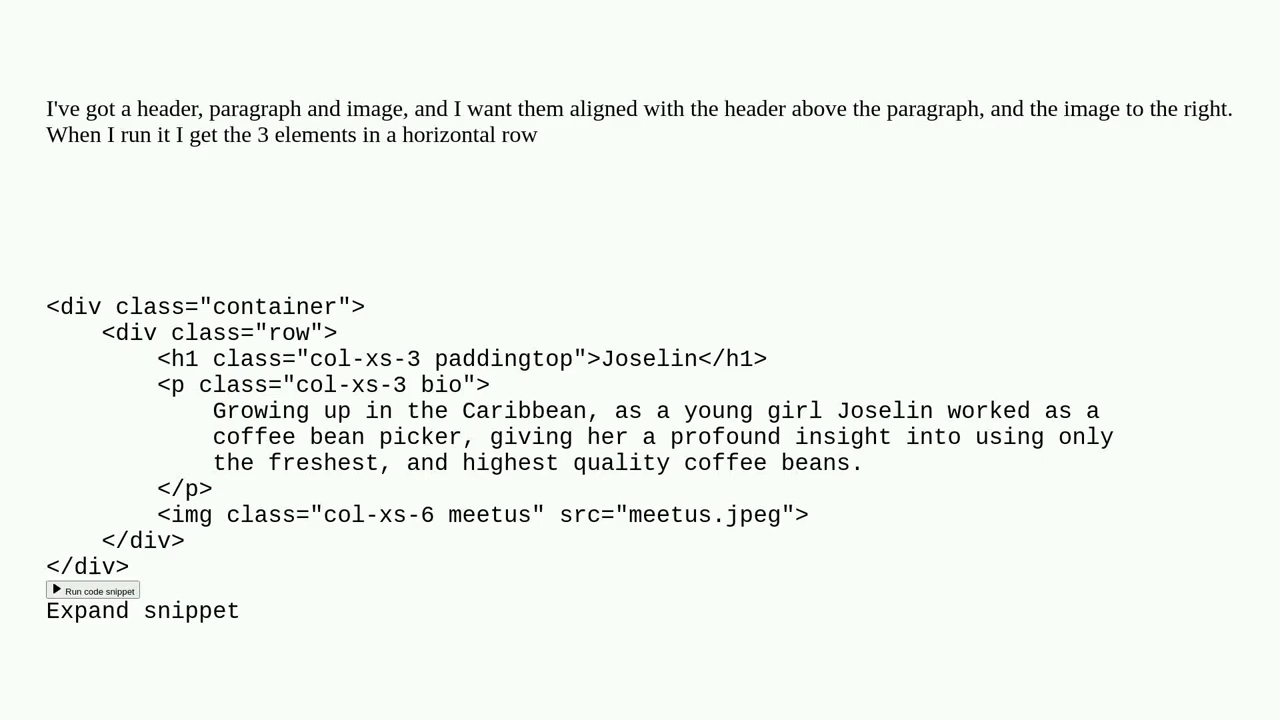 I've got a header, paragraph and image, and I want them aligned with the header above the paragraph, and the image to the right.
When I run it I get the 3 elements in a horizontal row
<div class="container">
    <div class="row">
        <h1 class="col-xs-3 paddingtop">Joselin</h1>
        <p class="col-xs-3 bio">
            Growing up in the Caribbean, as a young girl Joselin worked as a
            coffee bean picker, giving her a profound insight into using only
            the freshest, and highest quality coffee beans.
        </p>
        <img class="col-xs-6 meetus" src="meetus.jpeg">
    </div>
</div>
Run code snippet
Expand snippet